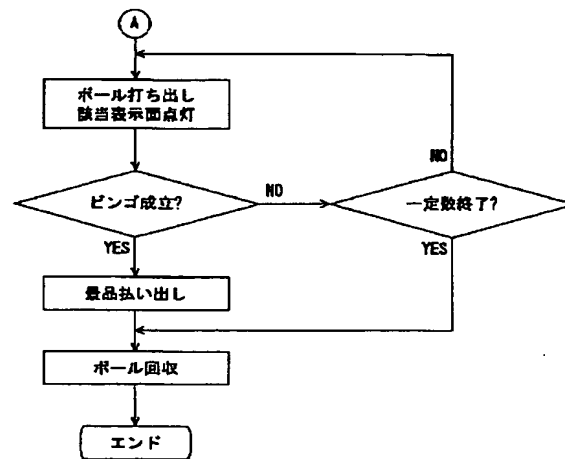 A
ボール打ち出し
該当表示面点灯
NO
ビンゴ成立?
NO
一定数終了?
YES
YES
景品払い出し
ボール回収
エンド